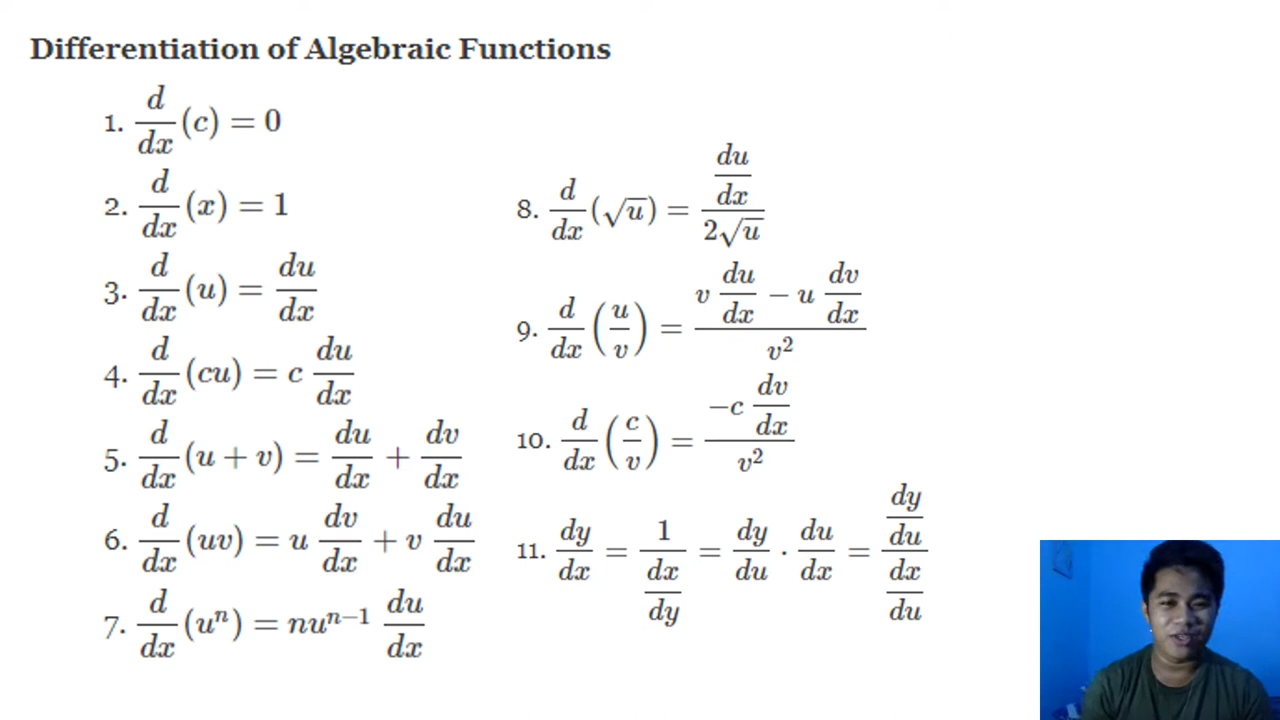 Differentiation of Algebraic Functions
1. d/dx (c) = 0
2. d/dx (x) = 1
3. d/dx (u) = du/dx
4. d/dx (cu) = c du/dx
5. d/dx (u + v) = du/dx + dv/dx
6. d/dx (uv) = u dv/dx + v du/dx
7. d/dx (uⁿ) = nuⁿ⁻¹ du/dx
8. d/dx (√u) = (du/dx)/(2√u)
9. d/dx (u/v) = (v du/dx − u dv/dx)/v²
10. d/dx (c/v) = (−c dv/dx)/v²
11. dy/dx = 1/(dx/dy) = dy/du · du/dx = (dy/du)/(dx/du)